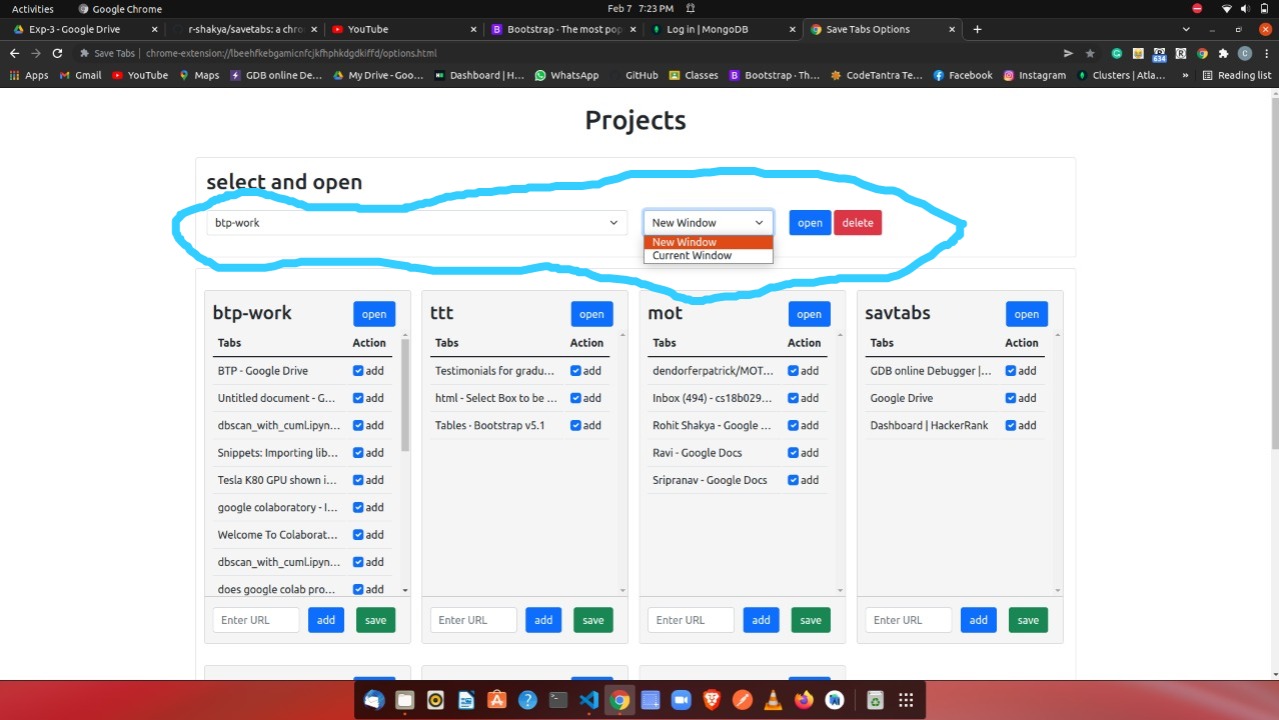 Activities Google Chrome Feb 7 7:23 PM
Exp-3 - Google Drive r-shakya/savetabs: a chro YouTube Bootstrap · The most pop Log in | MongoDB Save Tabs Options
Save Tabs | chrome-extension://lbeehfkebgamicnfcjkfhphkdgdkiffd/options.html 634 C
Apps Gmail YouTube Maps GDB online De... My Drive - Goo... Dashboard | H... WhatsApp GitHub Classes Bootstrap · Th... CodeTantra Te... Facebook Instagram Clusters | Atla... » Reading list
Projects
select and open
btp-work New Window open delete
New Window
Current Window
btp-work open ttt open mot open savtabs open
Tabs Action Tabs Action Tabs Action Tabs Action
BTP - Google Drive add Testimonials for gradu... add dendorferpatrick/MOT... add GDB online Debugger |... add
Untitled document - G... add html - Select Box to be ... add Inbox (494) - cs18b029... add Google Drive add
dbscan_with_cuml.ipyn... add Tables · Bootstrap v5.1 add Rohit Shakya - Google ... add Dashboard | HackerRank add
Snippets: Importing lib... add Ravi - Google Docs add
Tesla K80 GPU shown i... add Sripranav - Google Docs add
google colaboratory - I... add
Welcome To Colaborat... add
dbscan_with_cuml.ipyn... add
does google colab pro... add
Enter URL add save Enter URL add save Enter URL add save Enter URL add save